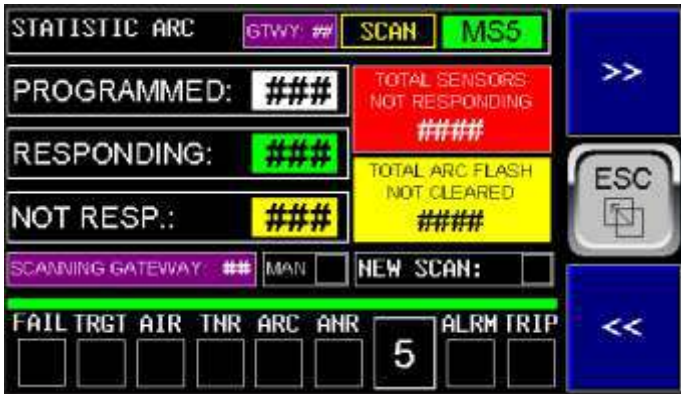 STATISTIC ARC GTWY: ## SCAN MS5
PROGRAMMED: ###
TOTAL SENSORS
NOT RESPONDING
####
RESPONDING: ###
TOTAL ARC FLASH
NOT CLEARED
####
NOT RESP.: ###
SCANNING GATEWAY: ## MAN NEW SCAN:
FAIL TRGT AIR TNR ARC ANR 5 ALRM TRIP
>>
ESC
<<